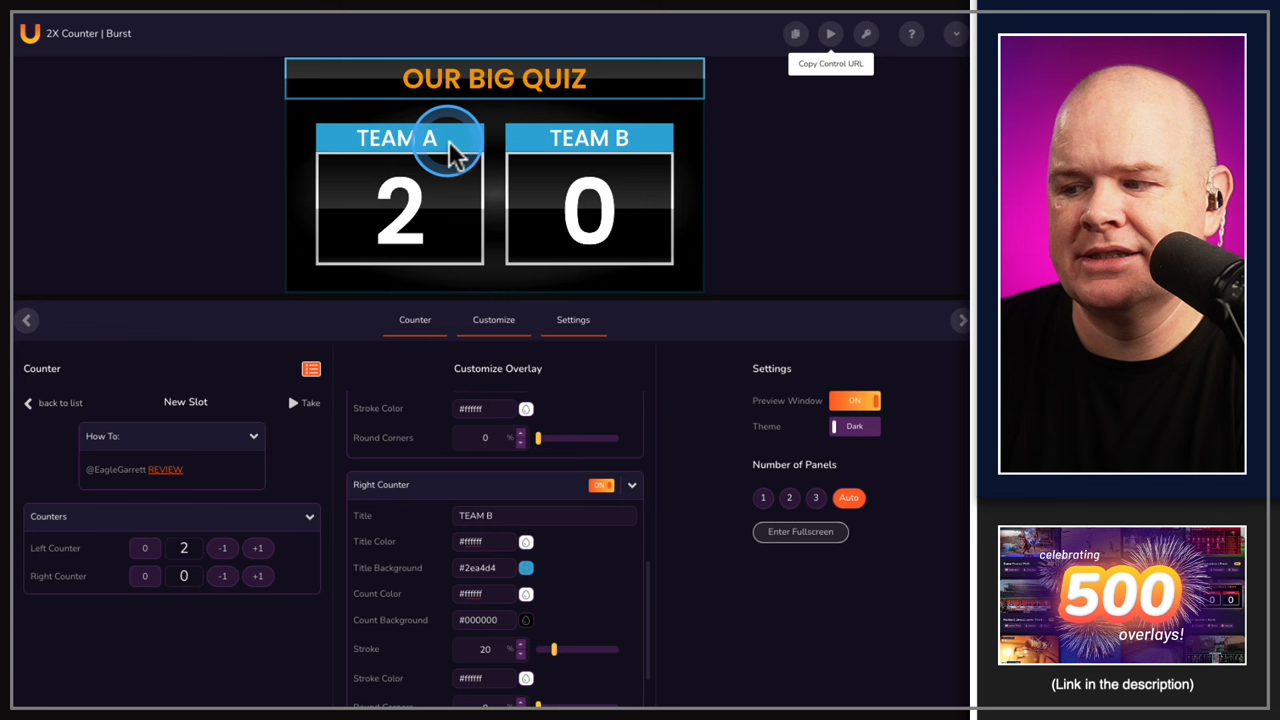 2X Counter | Burst
?
Copy Control URL
OUR BIG QUIZ
TEAM A
TEAM B
2
0
Counter
Customize
Settings
Counter
back to list
New Slot
Take
How To:
@EagleGarrett REVIEW
Counters
Left Counter 0 2 -1 +1
Right Counter 0 0 -1 +1
Customize Overlay
Stroke Color #ffffff
Round Corners 0 %
Right Counter ON
Title TEAM B
Title Color #ffffff
Title Background #2ea4d4
Count Color #ffffff
Count Background #000000
Stroke 20 %
Stroke Color #ffffff
Settings
Preview Window ON
Theme Dark
Number of Panels
1 2 3 Auto
Enter Fullscreen
celebrating
500
overlays!
(Link in the description)